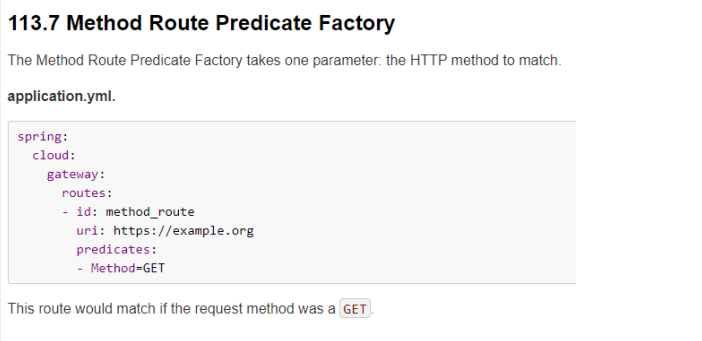 113.7 Method Route Predicate Factory
The Method Route Predicate Factory takes one parameter: the HTTP method to match.
application.yml.
spring:
  cloud:
    gateway:
      routes:
      - id: method_route
        uri: https://example.org
        predicates:
        - Method=GET
This route would match if the request method was a GET.